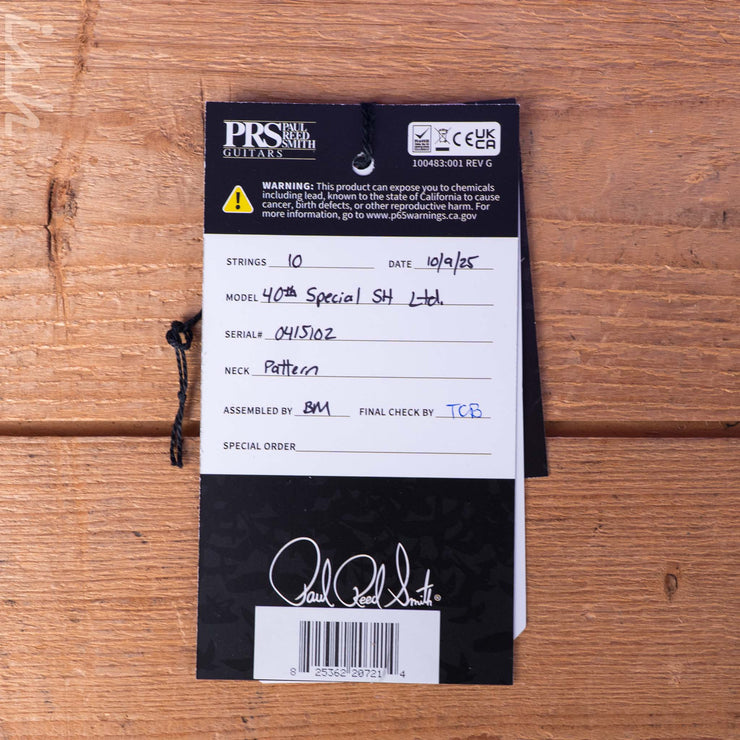 PRS PAUL REED SMITH
GUITARS
CE UK CA
100483:001 REV G
WARNING: This product can expose you to chemicals
including lead, known to the state of California to cause
cancer, birth defects, or other reproductive harm. For
more information, go to www.p65warnings.ca.gov
STRINGS 10 DATE 10/9/25
MODEL 40th Special SH Ltd.
SERIAL# 0415102
NECK Pattern
ASSEMBLED BY BM FINAL CHECK BY TCB
SPECIAL ORDER
Paul Reed Smith ®
8 25362 20721 4